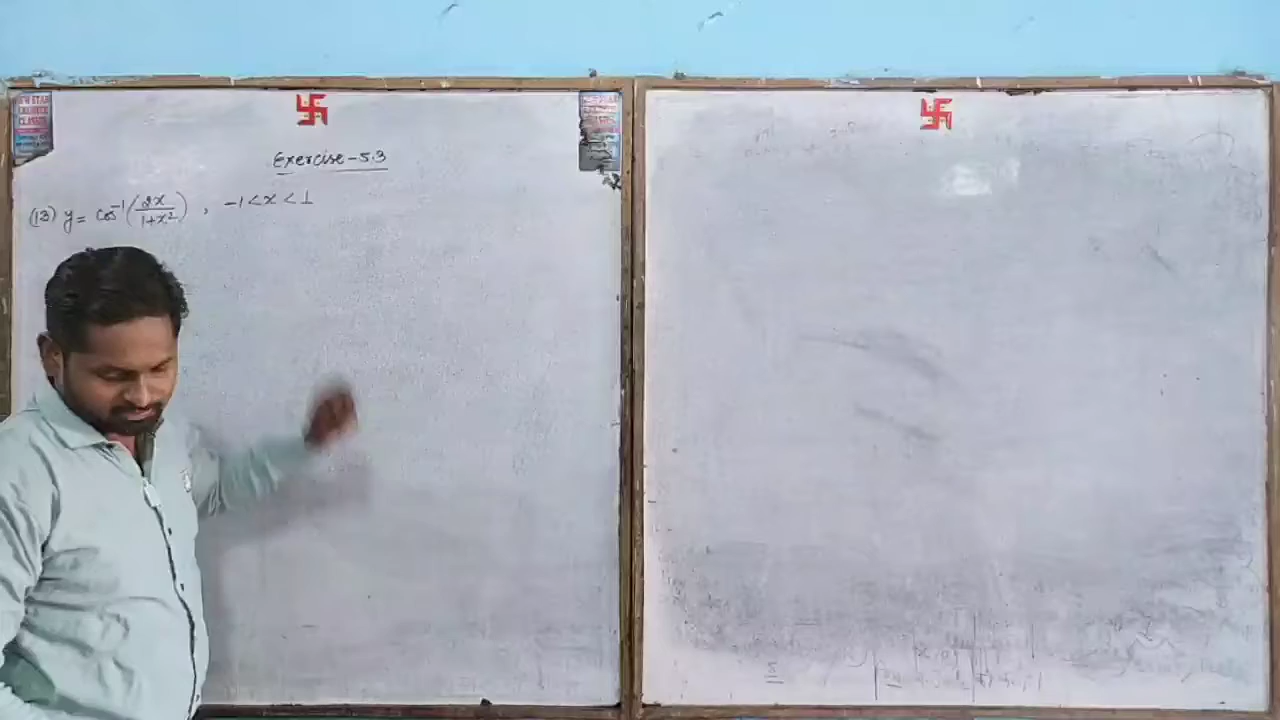 Exercise-5.3
(13) y = cos⁻¹(2x/1+x²) , -1<x<1